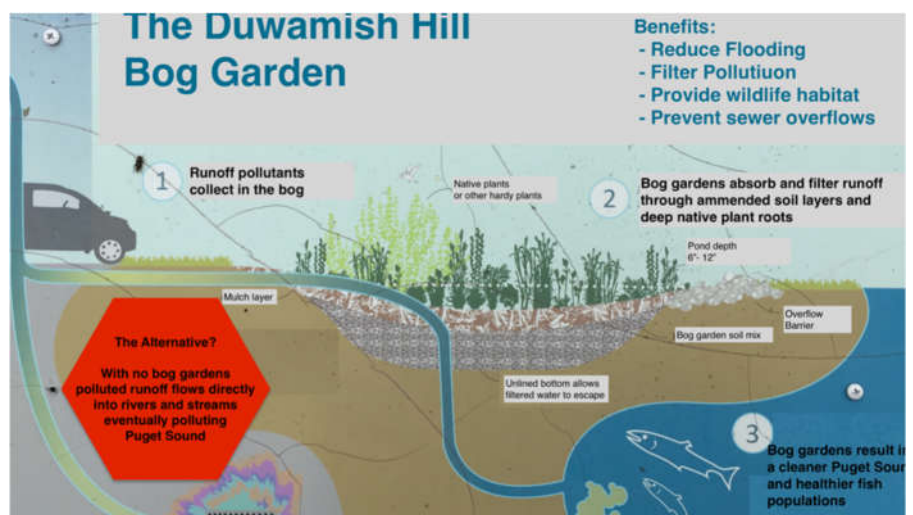 The Duwamish Hill
Bog Garden
Benefits:
- Reduce Flooding
- Filter Pollutiuon
- Provide wildlife habitat
- Prevent sewer overflows
1
Runoff pollutants
collect in the bog
Native plants
or other hardy plants
2
Bog gardens absorb and filter runoff
through ammended soil layers and
deep native plant roots
Pond depth
6"- 12"
Mulch layer
Overflow
Barrier
Bog garden soil mix
The Alternative?
With no bog gardens
polluted runoff flows directly
into rivers and streams
eventually polluting
Puget Sound
Unlined bottom allows
filtered water to escape
3
Bog gardens result
a cleaner Puget
and healthier fish
populations